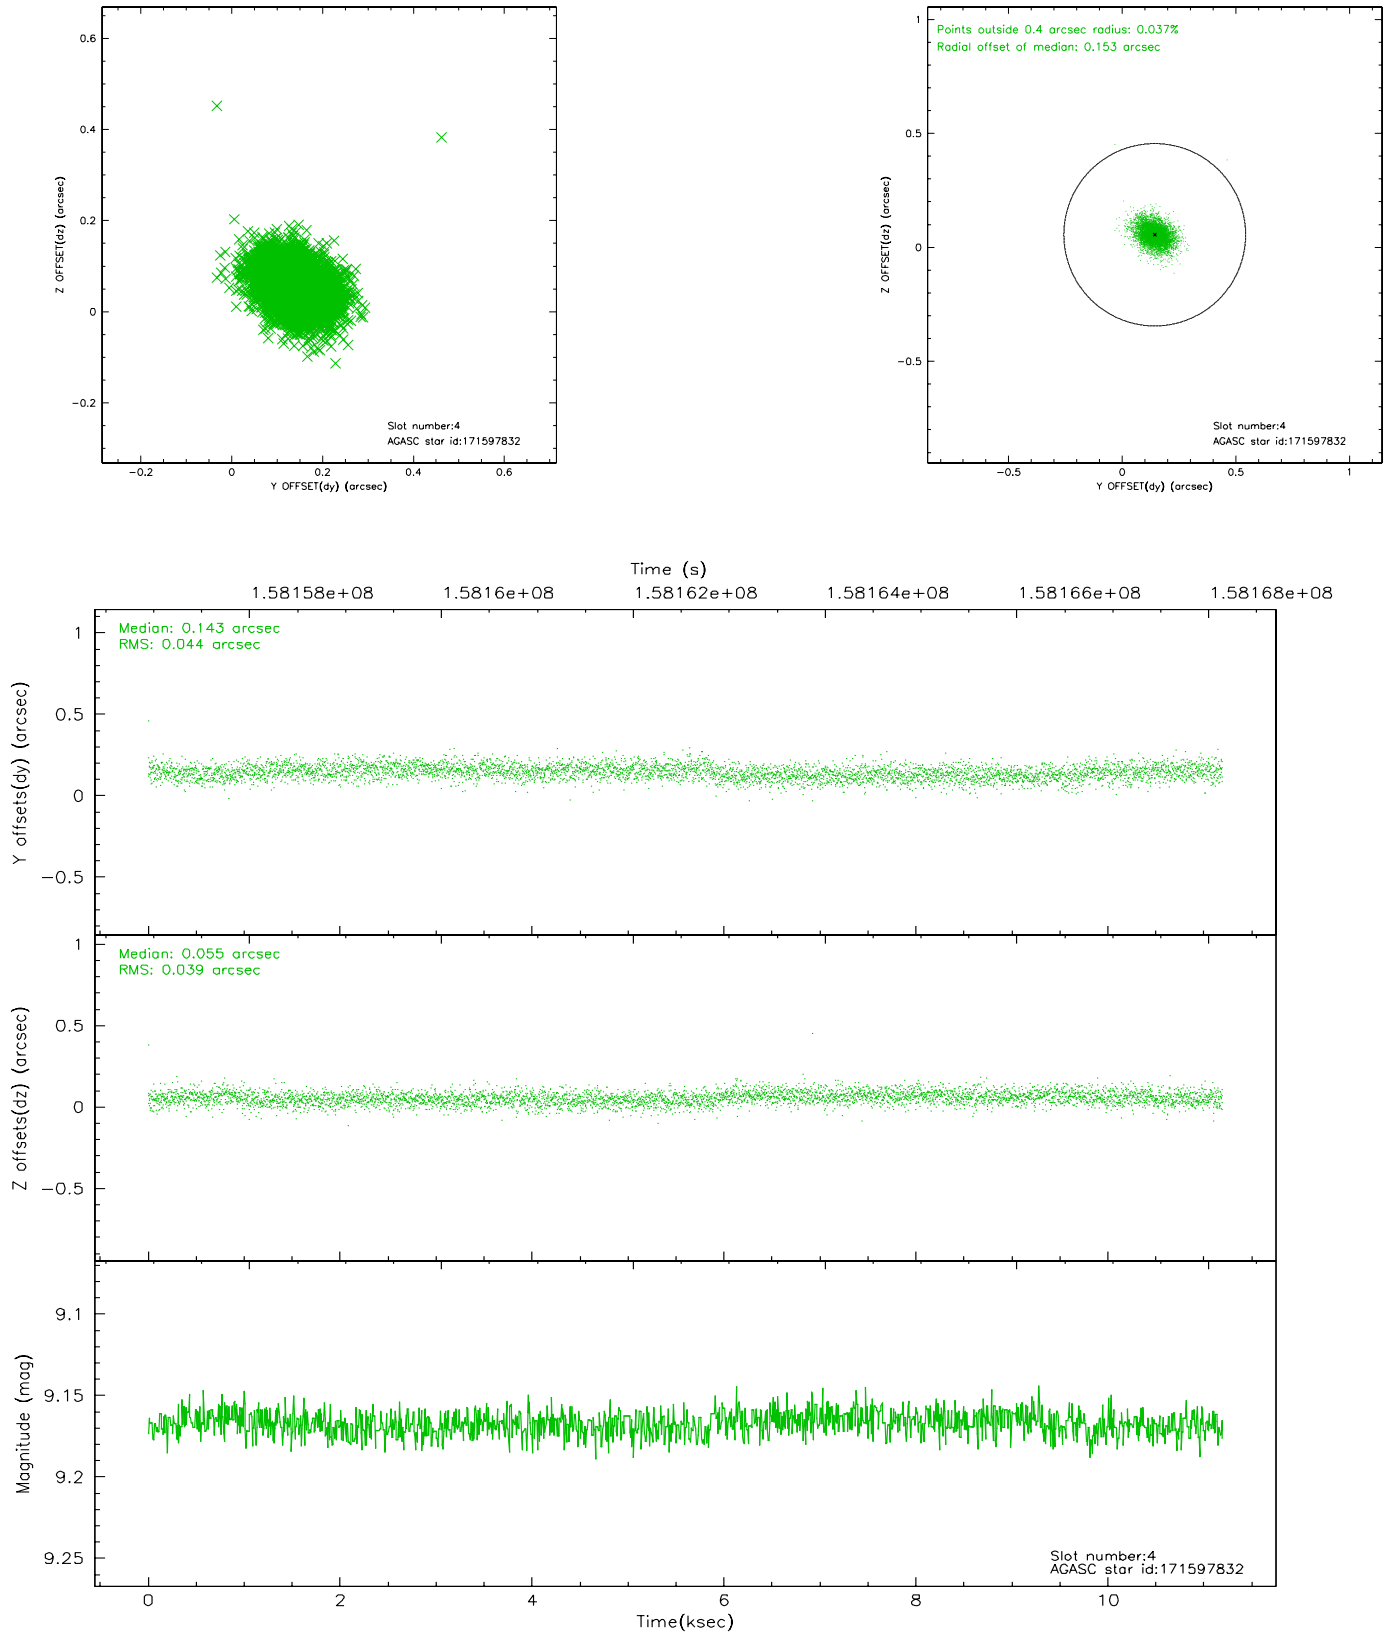 0.6
0.4
0.2
0
−0.2
Z OFFSET(dz) (arcsec)
Slot number:4
AGASC star id:171597832
−0.2 0 0.2 0.4 0.6
Y OFFSET(dy) (arcsec)
Points outside 0.4 arcsec radius: 0.037%
Radial offset of median: 0.153 arcsec
1
0.5
0
−0.5
Z OFFSET(dz) (arcsec)
Slot number:4
AGASC star id:171597832
−0.5 0 0.5 1
Y OFFSET(dy) (arcsec)
Time (s)
1.58158e+08 1.5816e+08 1.58162e+08 1.58164e+08 1.58166e+08 1.58168e+08
Median: 0.143 arcsec
RMS: 0.044 arcsec
1
0.5
0
−0.5
Y offsets(dy) (arcsec)
Median: 0.055 arcsec
RMS: 0.039 arcsec
1
0.5
0
−0.5
Z offsets(dz) (arcsec)
9.1
9.15
9.2
9.25
Magnitude (mag)
Slot number:4
AGASC star id:171597832
0 2 4 6 8 10
Time(ksec)